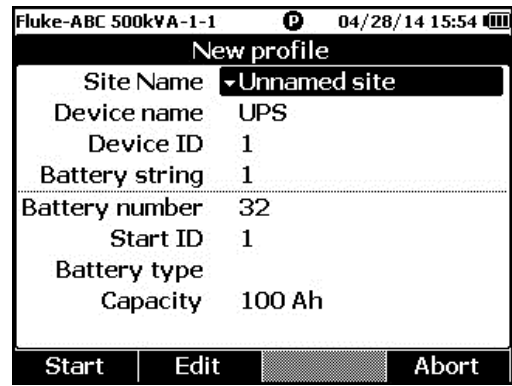 Fluke-ABC 500kVA-1-1 P 04/28/14 15:54
New profile
Site Name Unnamed site
Device name UPS
Device ID 1
Battery string 1
Battery number 32
Start ID 1
Battery type
Capacity 100 Ah
Start Edit Abort